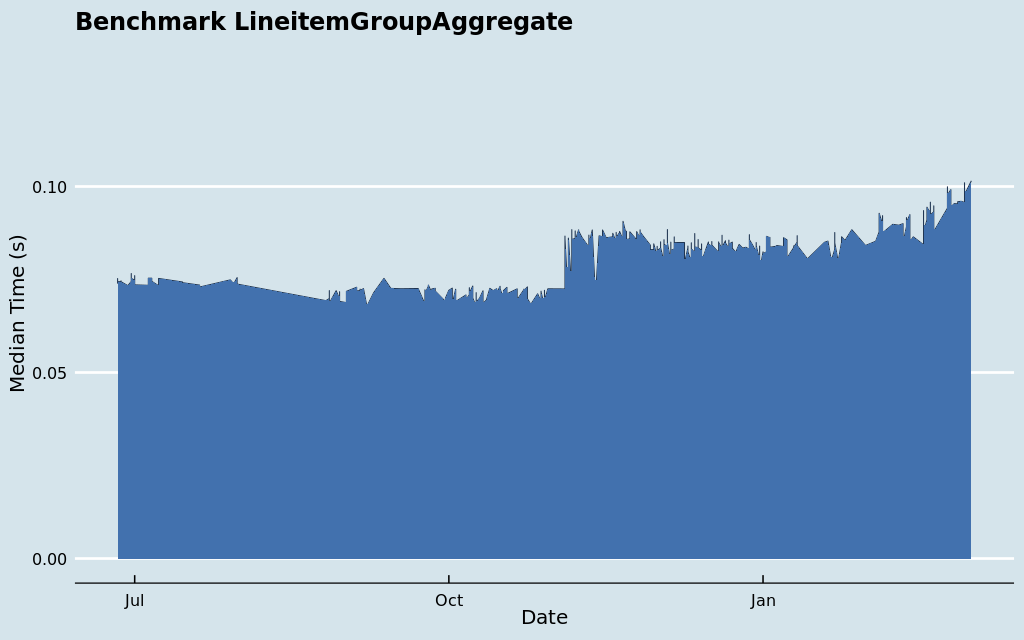 Benchmark LineitemGroupAggregate
Median Time (s)
0.10
0.05
0.00
Jul
Oct
Jan
Date